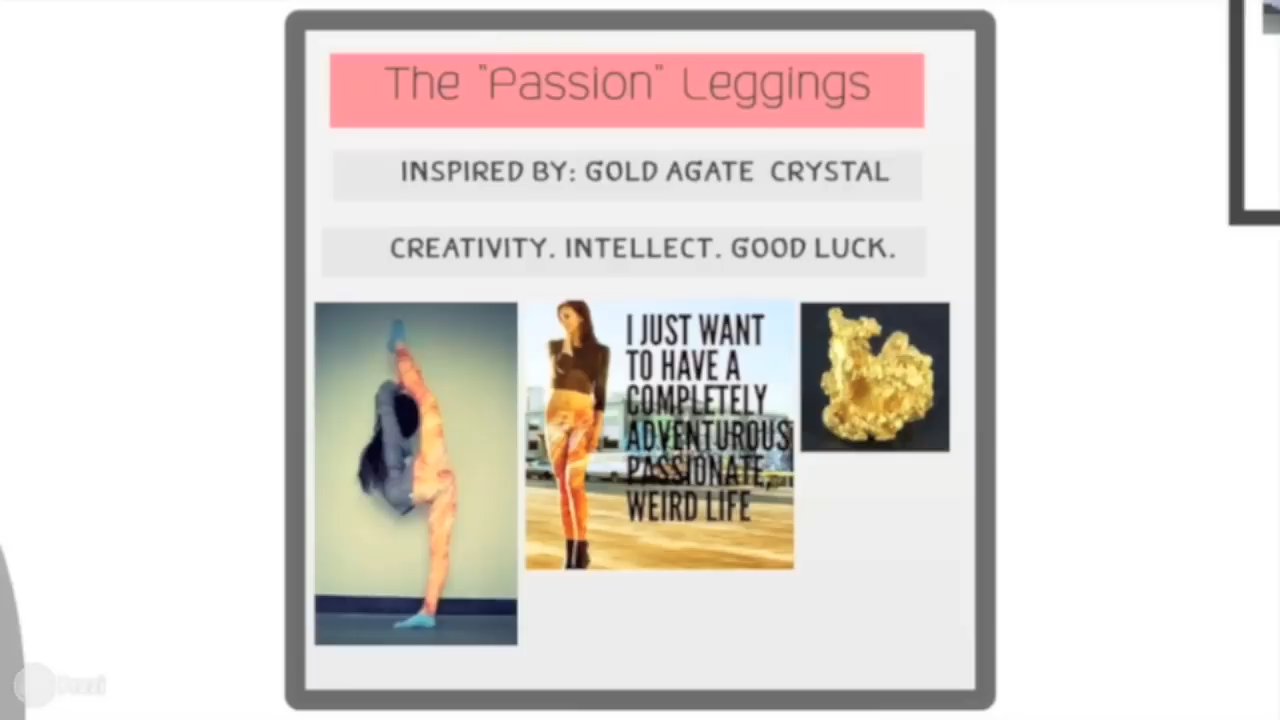 The "Passion" Leggings
INSPIRED BY: GOLD AGATE CRYSTAL
CREATIVITY. INTELLECT. GOOD LUCK.
I JUST WANT
TO HAVE A
COMPLETELY
ADVENTUROUS
PASSIONATE,
WEIRD LIFE